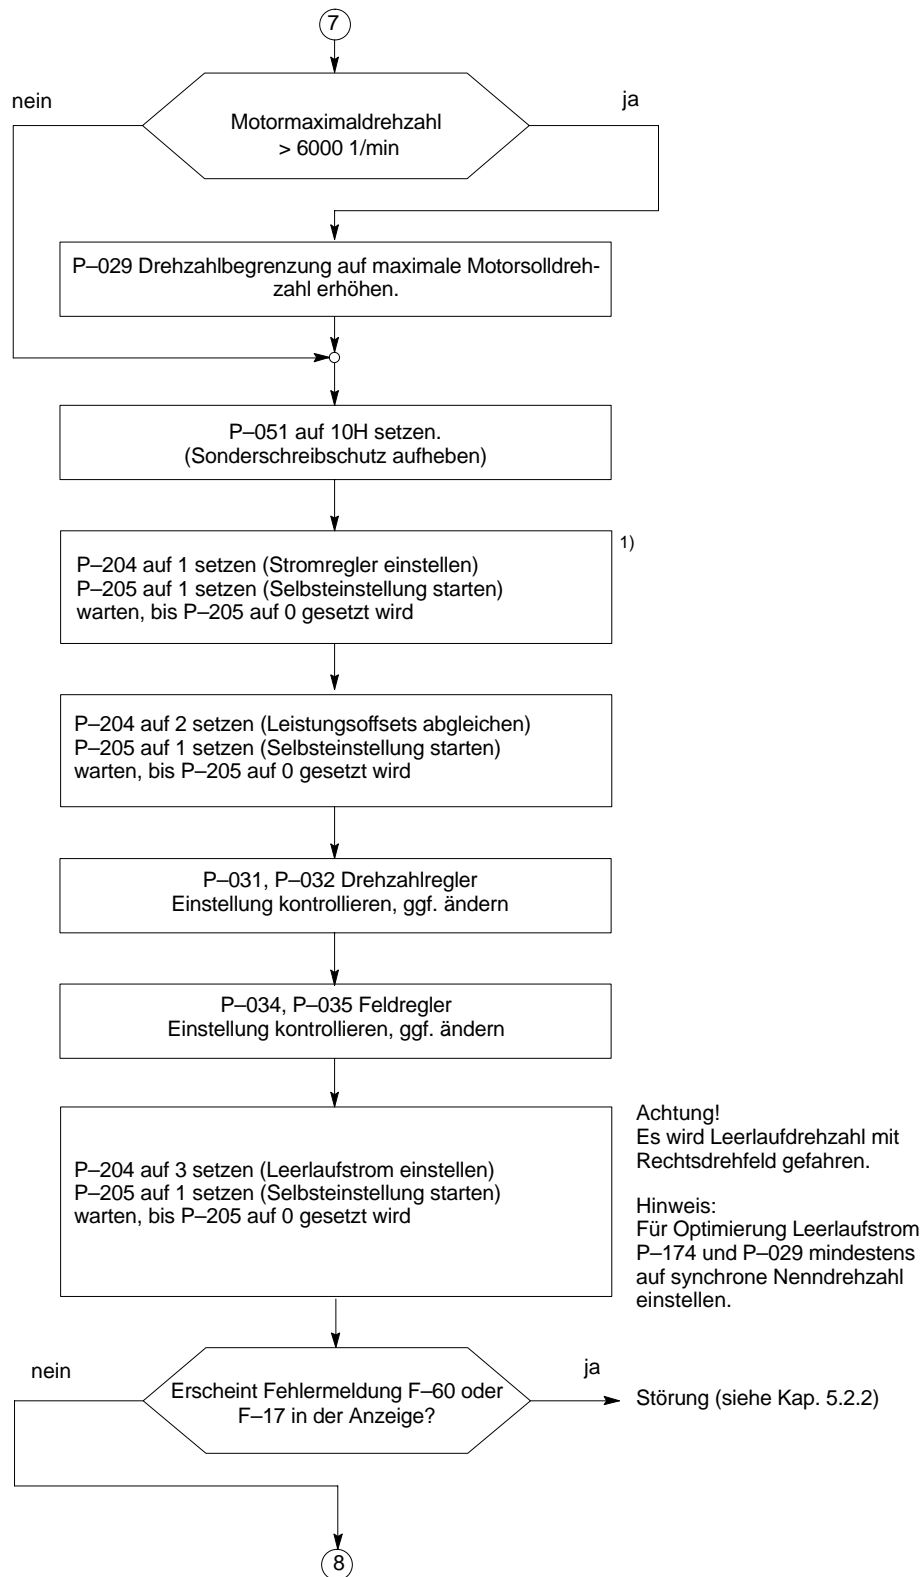 7
nein
ja
Motormaximaldrehzahl
> 6000 1/min
P–029 Drehzahlbegrenzung auf maximale Motorsolldreh-
zahl erhöhen.
P–051 auf 10H setzen.
(Sonderschreibschutz aufheben)
1)
P–204 auf 1 setzen (Stromregler einstellen)
P–205 auf 1 setzen (Selbsteinstellung starten)
warten, bis P–205 auf 0 gesetzt wird
P–204 auf 2 setzen (Leistungsoffsets abgleichen)
P–205 auf 1 setzen (Selbsteinstellung starten)
warten, bis P–205 auf 0 gesetzt wird
P–031, P–032 Drehzahlregler
Einstellung kontrollieren, ggf. ändern
P–034, P–035 Feldregler
Einstellung kontrollieren, ggf. ändern
P–204 auf 3 setzen (Leerlaufstrom einstellen)
P–205 auf 1 setzen (Selbsteinstellung starten)
warten, bis P–205 auf 0 gesetzt wird
Achtung!
Es wird Leerlaufdrehzahl mit
Rechtsdrehfeld gefahren.
Hinweis:
Für Optimierung Leerlaufstrom
P–174 und P–029 mindestens
auf synchrone Nenndrehzahl
einstellen.
nein
ja
Erscheint Fehlermeldung F–60 oder
F–17 in der Anzeige?
Störung (siehe Kap. 5.2.2)
8